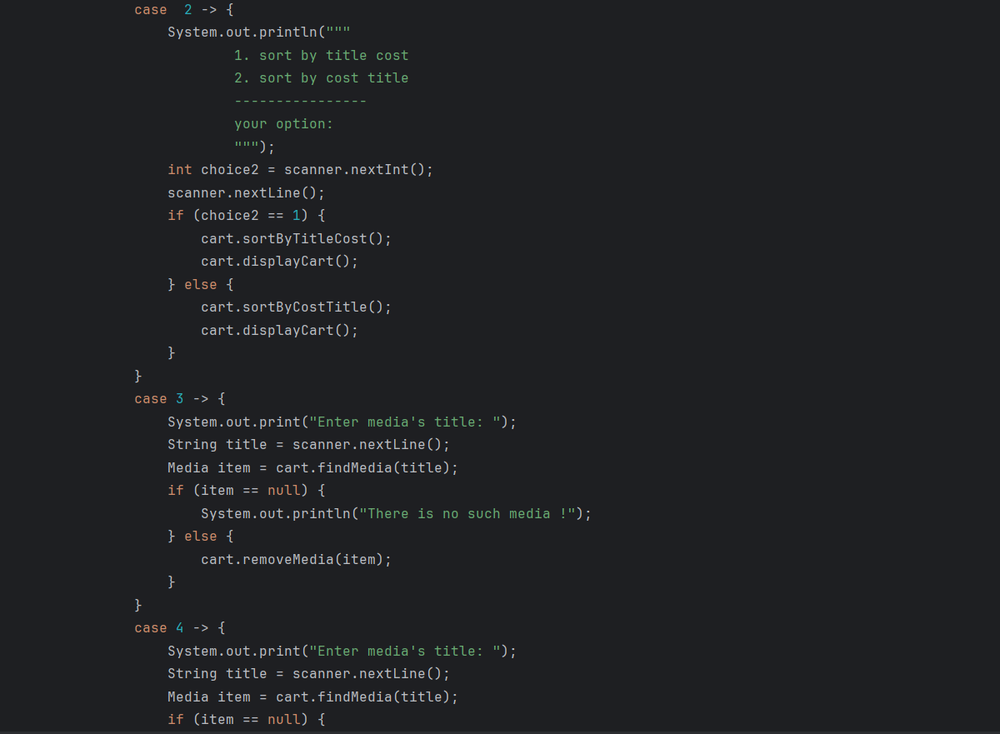 case  2 -> {
    System.out.println("""
            1. sort by title cost
            2. sort by cost title
            ----------------
            your option:
            """);
    int choice2 = scanner.nextInt();
    scanner.nextLine();
    if (choice2 == 1) {
        cart.sortByTitleCost();
        cart.displayCart();
    } else {
        cart.sortByCostTitle();
        cart.displayCart();
    }
}
case 3 -> {
    System.out.print("Enter media's title: ");
    String title = scanner.nextLine();
    Media item = cart.findMedia(title);
    if (item == null) {
        System.out.println("There is no such media !");
    } else {
        cart.removeMedia(item);
    }
}
case 4 -> {
    System.out.print("Enter media's title: ");
    String title = scanner.nextLine();
    Media item = cart.findMedia(title);
    if (item == null) {